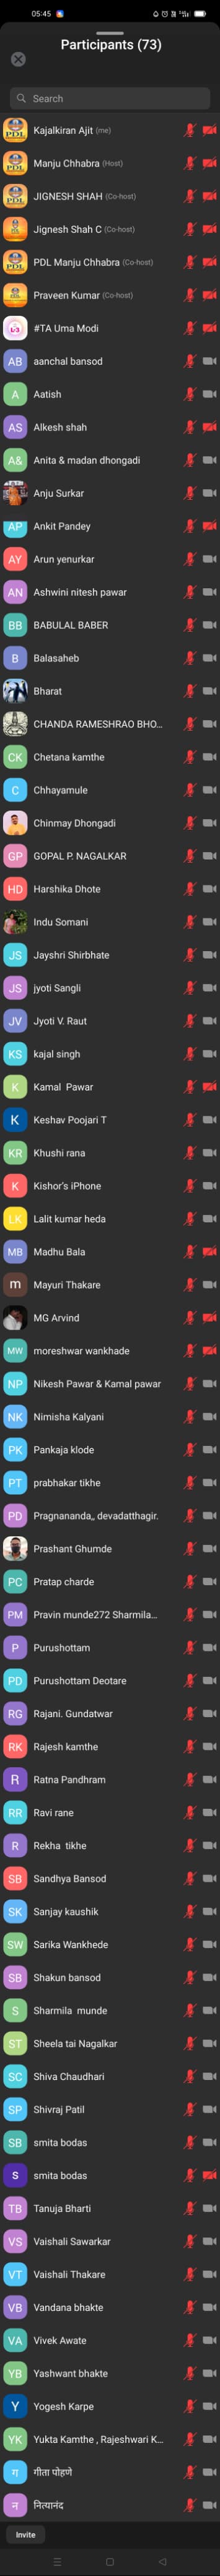 05:45
Participants (73)
Search
Kajalkiran Ajit (me)
Manju Chhabra (Host)
JIGNESH SHAH (Co-host)
Jignesh Shah C (Co-host)
PDL Manju Chhabra (Co-host)
Praveen Kumar (Co-host)
#TA Uma Modi
AB aanchal bansod
A Aatish
AS Alkesh shah
A& Anita & madan dhongadi
Anju Surkar
AP Ankit Pandey
AY Arun yenurkar
AN Ashwini nitesh pawar
BB BABULAL BABER
B Balasaheb
Bharat
CHANDA RAMESHRAO BHO...
CK Chetana kamthe
C Chhayamule
Chinmay Dhongadi
GP GOPAL P. NAGALKAR
HD Harshika Dhote
Indu Somani
JS Jayshri Shirbhate
JS jyoti Sangli
JV Jyoti V. Raut
KS kajal singh
K Kamal Pawar
K Keshav Poojari T
KR Khushi rana
K Kishor's iPhone
LK Lalit kumar heda
MB Madhu Bala
m Mayuri Thakare
MG Arvind
MW moreshwar wankhade
NP Nikesh Pawar & Kamal pawar
NK Nimisha Kalyani
PK Pankaja klode
PT prabhakar tikhe
PD Pragnananda,, devadatthagir.
Prashant Ghumde
PC Pratap charde
PM Pravin munde272 Sharmila...
P Purushottam
PD Purushottam Deotare
RG Rajani. Gundatwar
RK Rajesh kamthe
R Ratna Pandhram
RR Ravi rane
R Rekha tikhe
SB Sandhya Bansod
SK Sanjay kaushik
SW Sarika Wankhede
SB Shakun bansod
S Sharmila munde
ST Sheela tai Nagalkar
SC Shiva Chaudhari
SP Shivraj Patil
SB smita bodas
S smita bodas
TB Tanuja Bharti
VS Vaishali Sawarkar
VT Vaishali Thakare
VB Vandana bhakte
VA Vivek Awate
YB Yashwant bhakte
Y Yogesh Karpe
YK Yukta Kamthe , Rajeshwari K...
ग गीता पोहणे
न नित्यानंद
Invite